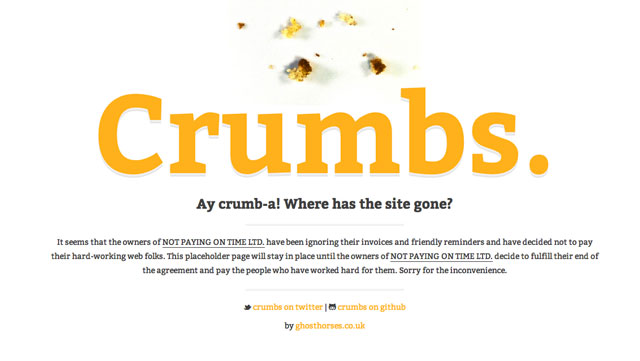 Crumbs.
Ay crumb-a! Where has the site gone?
It seems that the owners of NOT PAYING ON TIME LTD. have been ignoring their invoices and friendly reminders and have decided not to pay
their hard-working web folks. This placeholder page will stay in place until the owners of NOT PAYING ON TIME LTD. decide to fulfill their end of
the agreement and pay the people who have worked hard for them. Sorry for the inconvenience.
crumbs on twitter | crumbs on github
by ghosthorses.co.uk